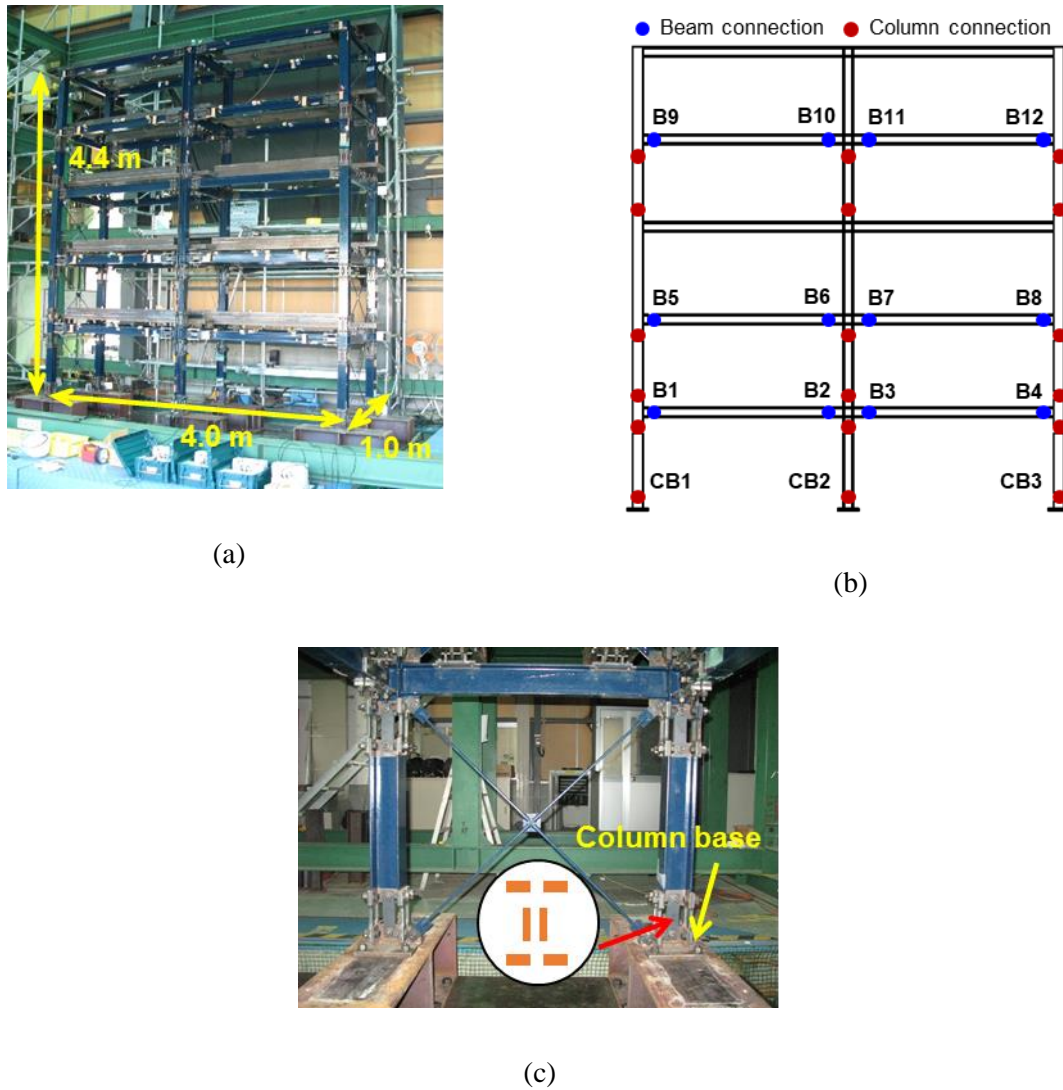 4.4 m
4.0 m
1.0 m
(a)
Beam connection Column connection
B9 B10 B11 B12
B5 B6 B7 B8
B1 B2 B3 B4
CB1 CB2 CB3
(b)
Column base
(c)